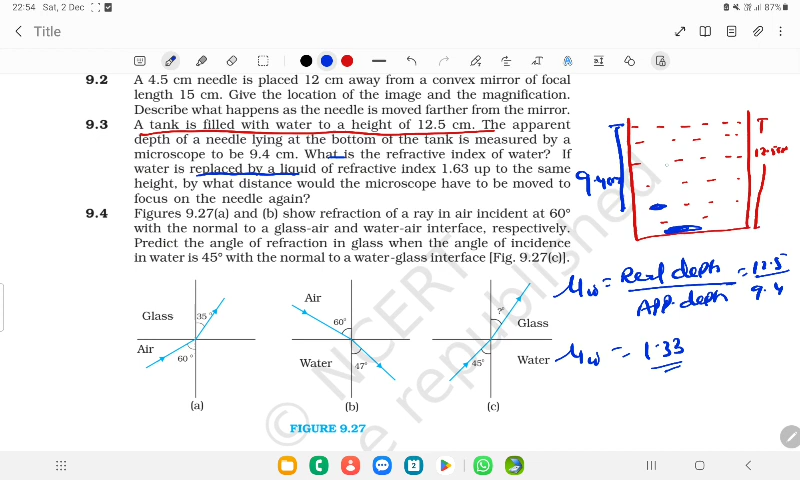 22:54 Sat, 2 Dec
87%
Title
9.2 A 4.5 cm needle is placed 12 cm away from a convex mirror of focal
length 15 cm. Give the location of the image and the magnification.
Describe what happens as the needle is moved farther from the mirror.
9.3 A tank is filled with water to a height of 12.5 cm. The apparent
depth of a needle lying at the bottom of the tank is measured by a
microscope to be 9.4 cm. What is the refractive index of water? If
water is replaced by a liquid of refractive index 1.63 up to the same
height, by what distance would the microscope have to be moved to
focus on the needle again?
9.4 Figures 9.27(a) and (b) show refraction of a ray in air incident at 60°
with the normal to a glass-air and water-air interface, respectively.
Predict the angle of refraction in glass when the angle of incidence
in water is 45° with the normal to a water-glass interface [Fig. 9.27(c)].
Glass
35°
Air
60°
(a)
Air
60°
Water
47°
(b)
?°
Glass
45°
Water
(c)
FIGURE 9.27
© NCERT
be republished
12.5cm
9.4cm
μw = Real depth / App. depth = 12.5 / 9.4
μw = 1.33